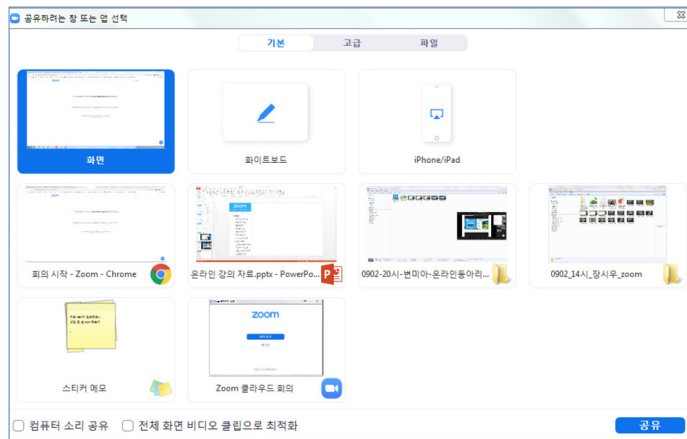 공유하려는 창 또는 앱 선택
기본 고급 파일
화면
화이트보드
iPhone/iPad
회의 시작 - Zoom - Chrome
온라인 강의 자료.pptx - PowerPo...
0902-20시-변미아-온라인동아리...
0902_14시_장시우_zoom
zoom
스티커 메모
Zoom 클라우드 회의
컴퓨터 소리 공유
전체 화면 비디오 클립으로 최적화
공유